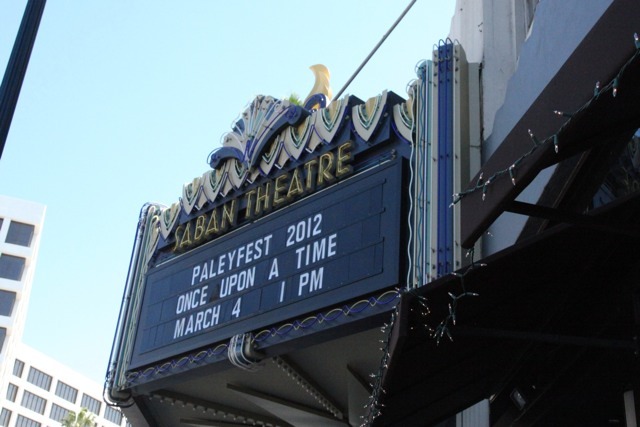 SABAN THEATRE
PALEYFEST 2012
ONCE UPON A TIME
MARCH 4 1 PM